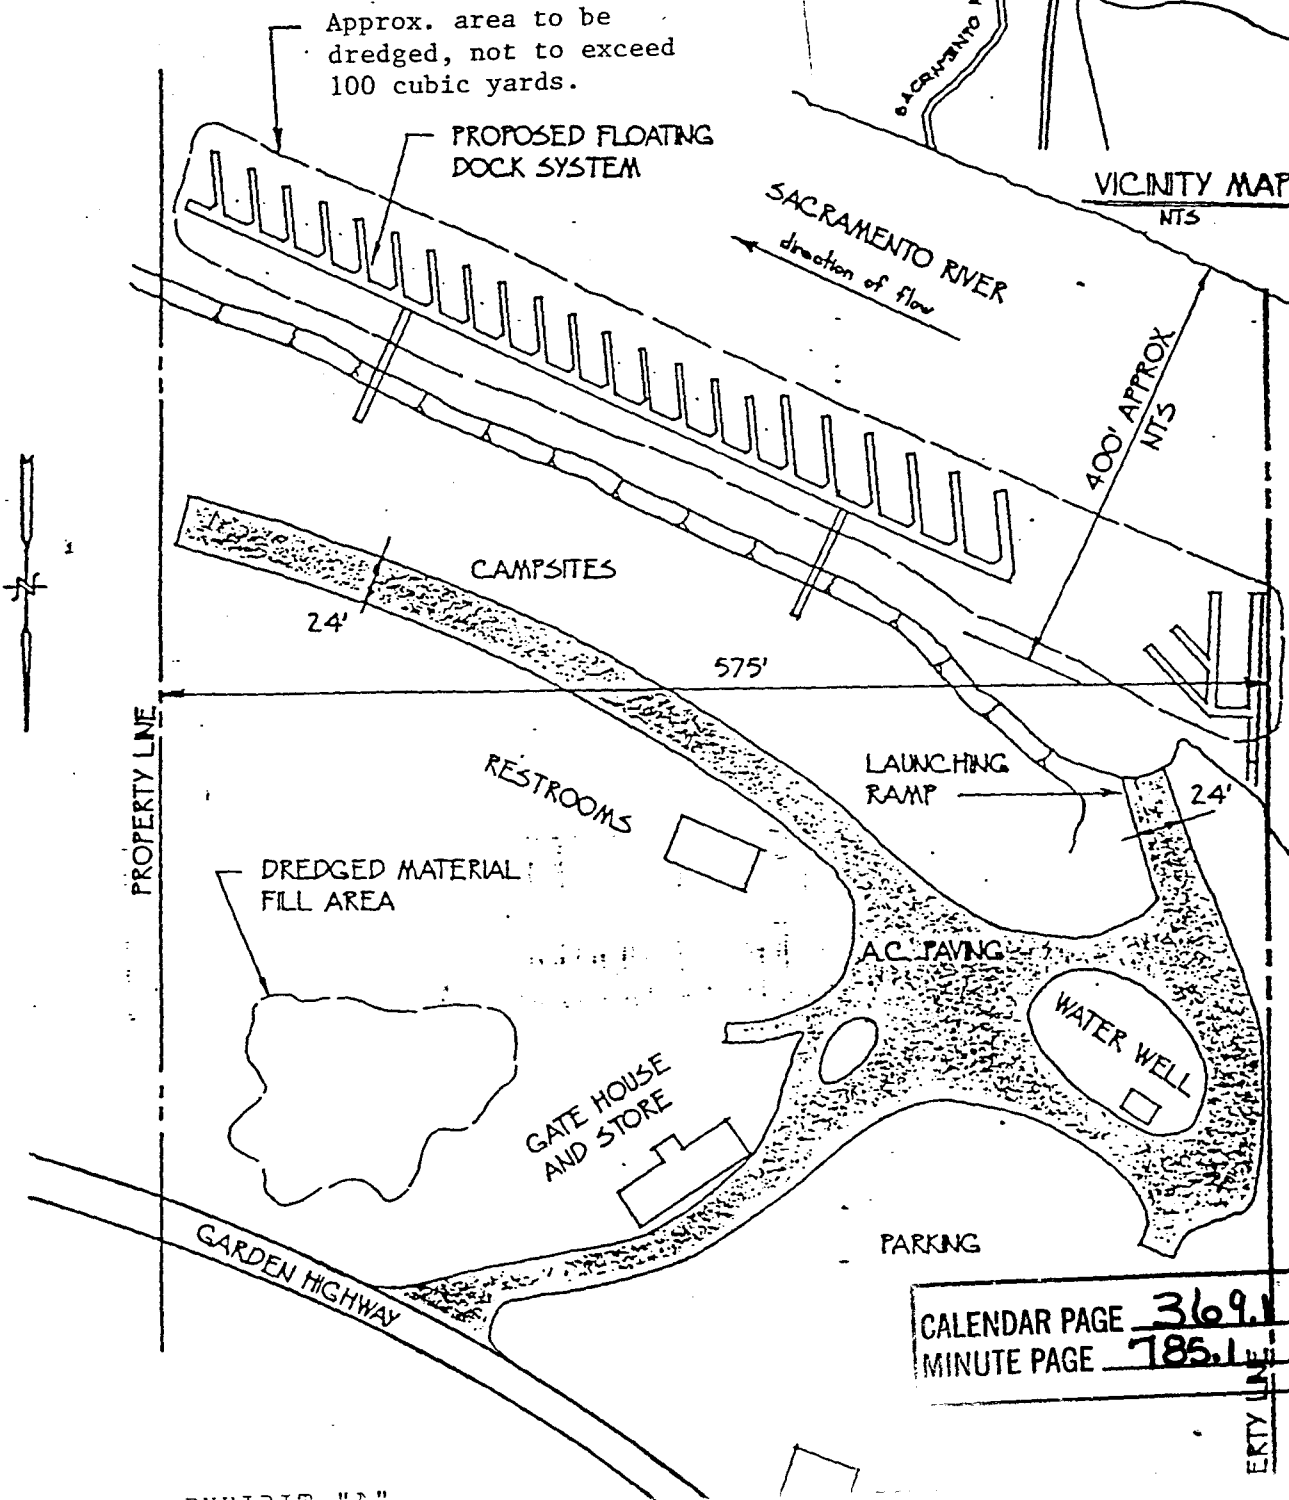 Approx. area to be
dredged, not to exceed
100 cubic yards.
PROPOSED FLOATING
DOCK SYSTEM
SACRAMENTO
VICINITY MAP
NTS
SACRAMENTO RIVER
direction of flow
400' APPROX
NTS
CAMPSITES
24'
575'
PROPERTY LINE
RESTROOMS
LAUNCHING
RAMP
24'
DREDGED MATERIAL
FILL AREA
A.C. PAVING
WATER WELL
GATE HOUSE
AND STORE
GARDEN HIGHWAY
PARKING
CALENDAR PAGE 369.1
MINUTE PAGE 785.1
ERTY LINE
N